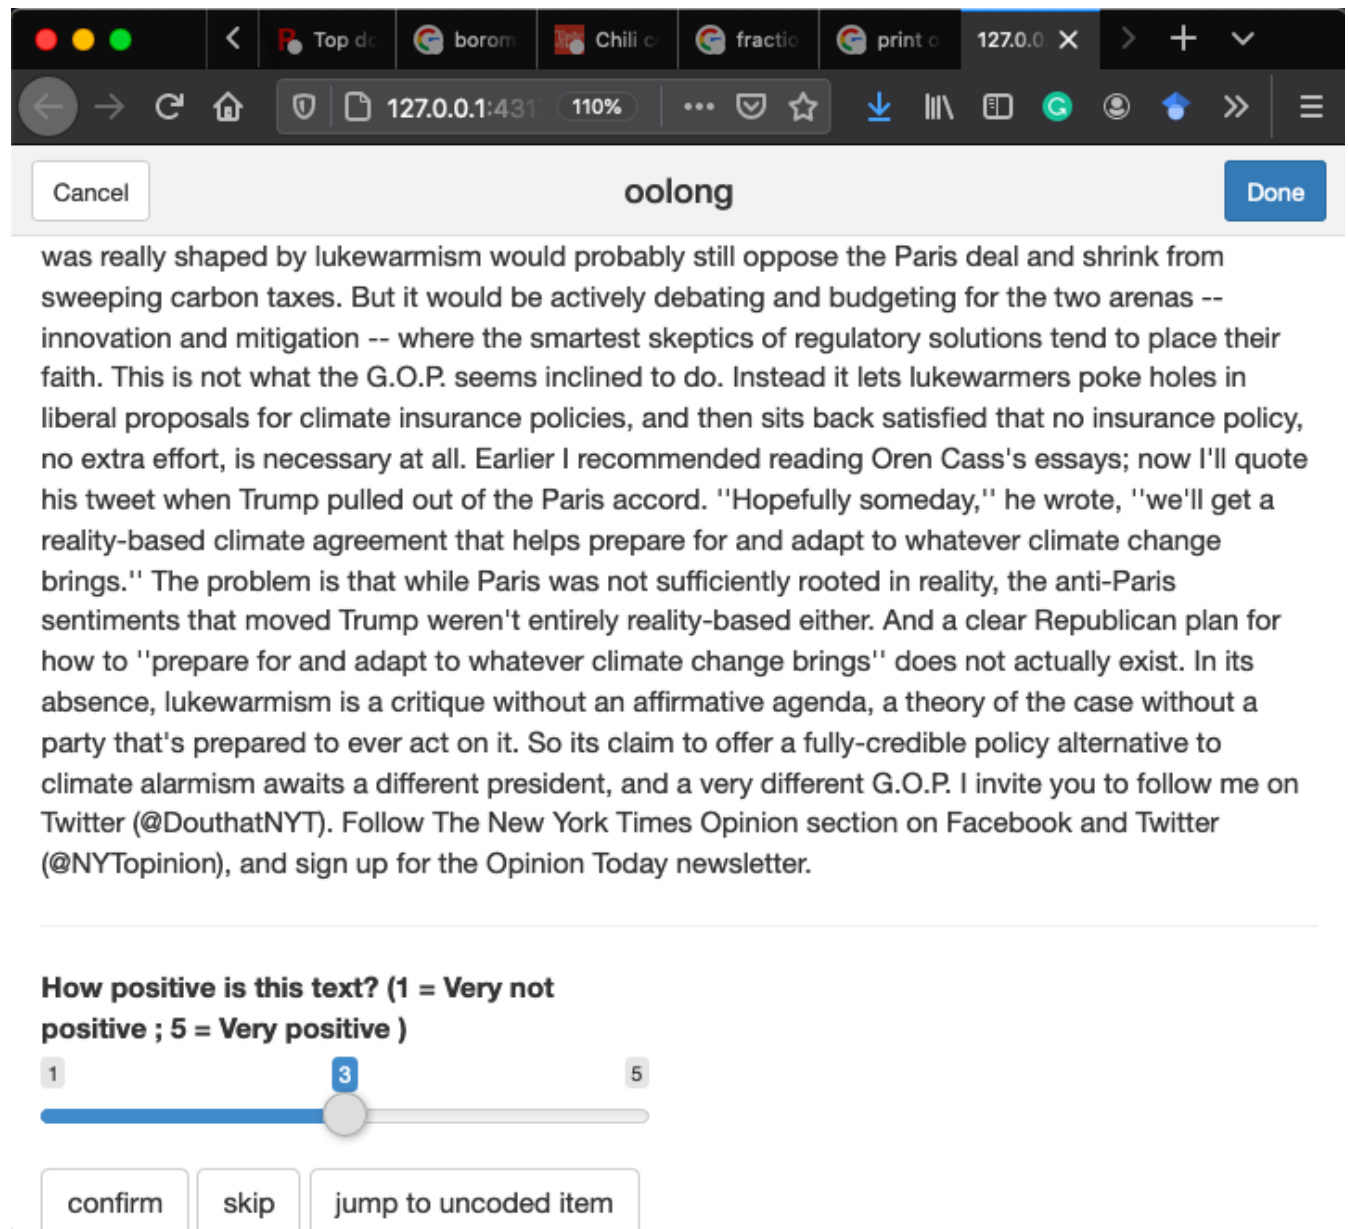 Top do
borom
Chili c
fractio
print o
127.0.0.
127.0.0.1:431
110%
Cancel
oolong
Done
was really shaped by lukewarmism would probably still oppose the Paris deal and shrink from
sweeping carbon taxes. But it would be actively debating and budgeting for the two arenas --
innovation and mitigation -- where the smartest skeptics of regulatory solutions tend to place their
faith. This is not what the G.O.P. seems inclined to do. Instead it lets lukewarmers poke holes in
liberal proposals for climate insurance policies, and then sits back satisfied that no insurance policy,
no extra effort, is necessary at all. Earlier I recommended reading Oren Cass's essays; now I'll quote
his tweet when Trump pulled out of the Paris accord. ''Hopefully someday,'' he wrote, ''we'll get a
reality-based climate agreement that helps prepare for and adapt to whatever climate change
brings.'' The problem is that while Paris was not sufficiently rooted in reality, the anti-Paris
sentiments that moved Trump weren't entirely reality-based either. And a clear Republican plan for
how to ''prepare for and adapt to whatever climate change brings'' does not actually exist. In its
absence, lukewarmism is a critique without an affirmative agenda, a theory of the case without a
party that's prepared to ever act on it. So its claim to offer a fully-credible policy alternative to
climate alarmism awaits a different president, and a very different G.O.P. I invite you to follow me on
Twitter (@DouthatNYT). Follow The New York Times Opinion section on Facebook and Twitter
(@NYTopinion), and sign up for the Opinion Today newsletter.
How positive is this text? (1 = Very not
positive ; 5 = Very positive )
1
3
5
confirm
skip
jump to uncoded item